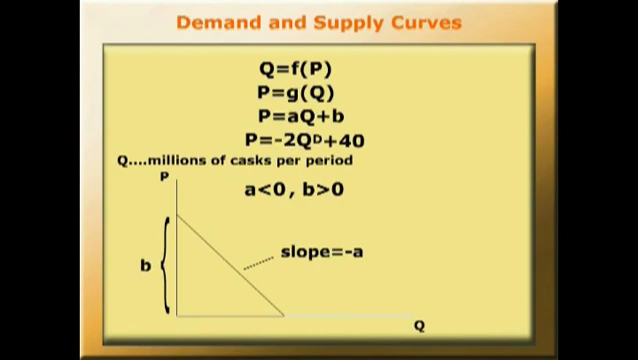 Demand and Supply Curves
Q=f(P)
P=g(Q)
P=aQ+b
P=-2Qᴰ+40
Q....millions of casks per period
P
a<0, b>0
slope=-a
b
Q